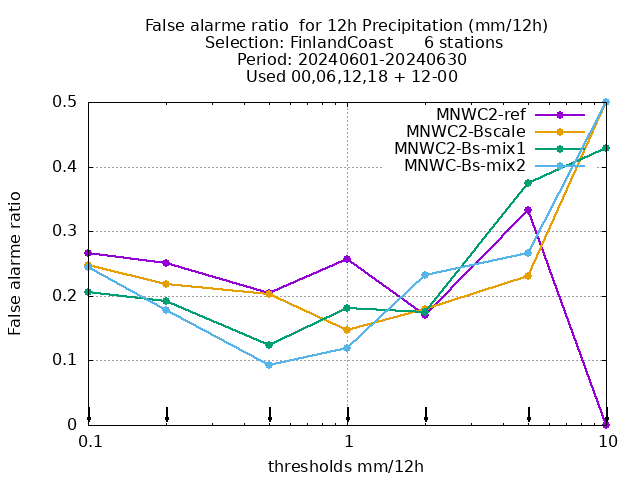 False alarme ratio  for 12h Precipitation (mm/12h)
Selection: FinlandCoast      6 stations
Period: 20240601-20240630
Used 00,06,12,18 + 12-00
MNWC2-ref
MNWC2-Bscale
MNWC2-Bs-mix1
MNWC-Bs-mix2
False alarme ratio
0.5
0.4
0.3
0.2
0.1
0
0.1
1
10
thresholds mm/12h